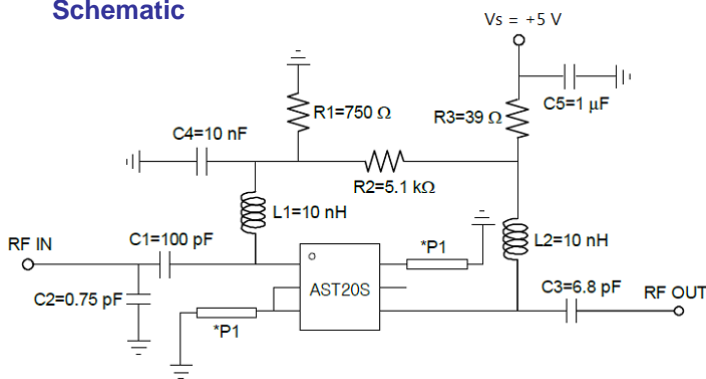 Schematic
Vs = +5 V
R1=750 Ω
R3=39 Ω
C5=1 µF
C4=10 nF
R2=5.1 kΩ
L1=10 nH
RF IN
C1=100 pF
*P1
L2=10 nH
C2=0.75 pF
AST20S
C3=6.8 pF
RF OUT
*P1